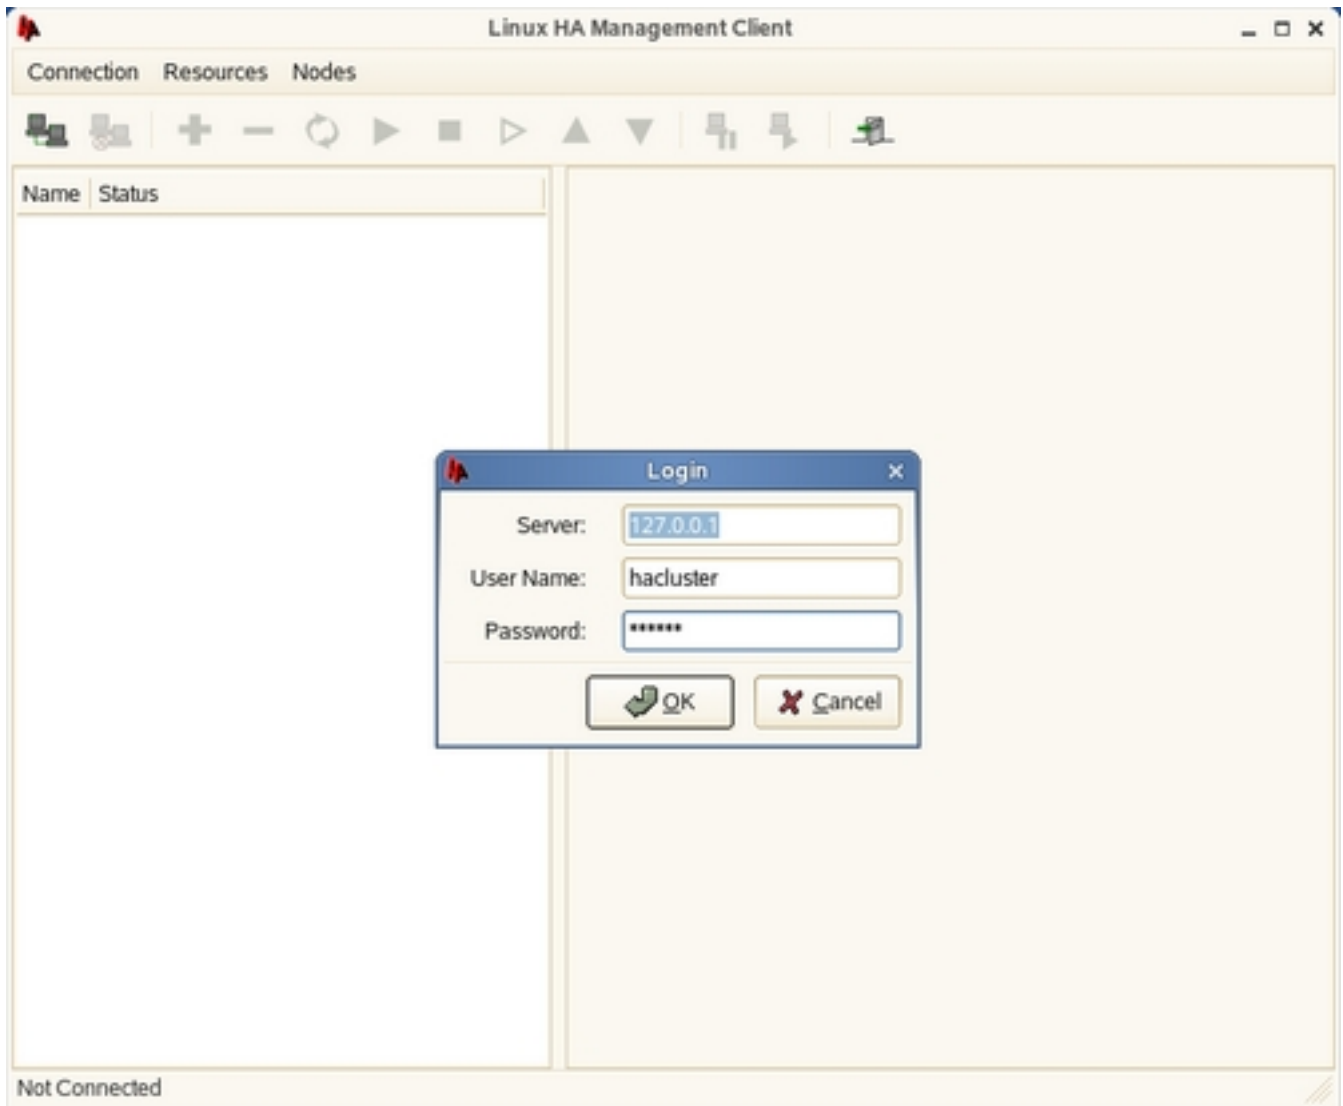 Linux HA Management Client
Connection Resources Nodes
Name Status
Login
Server: 127.0.0.1
User Name: hacluster
Password: ******
OK Cancel
Not Connected